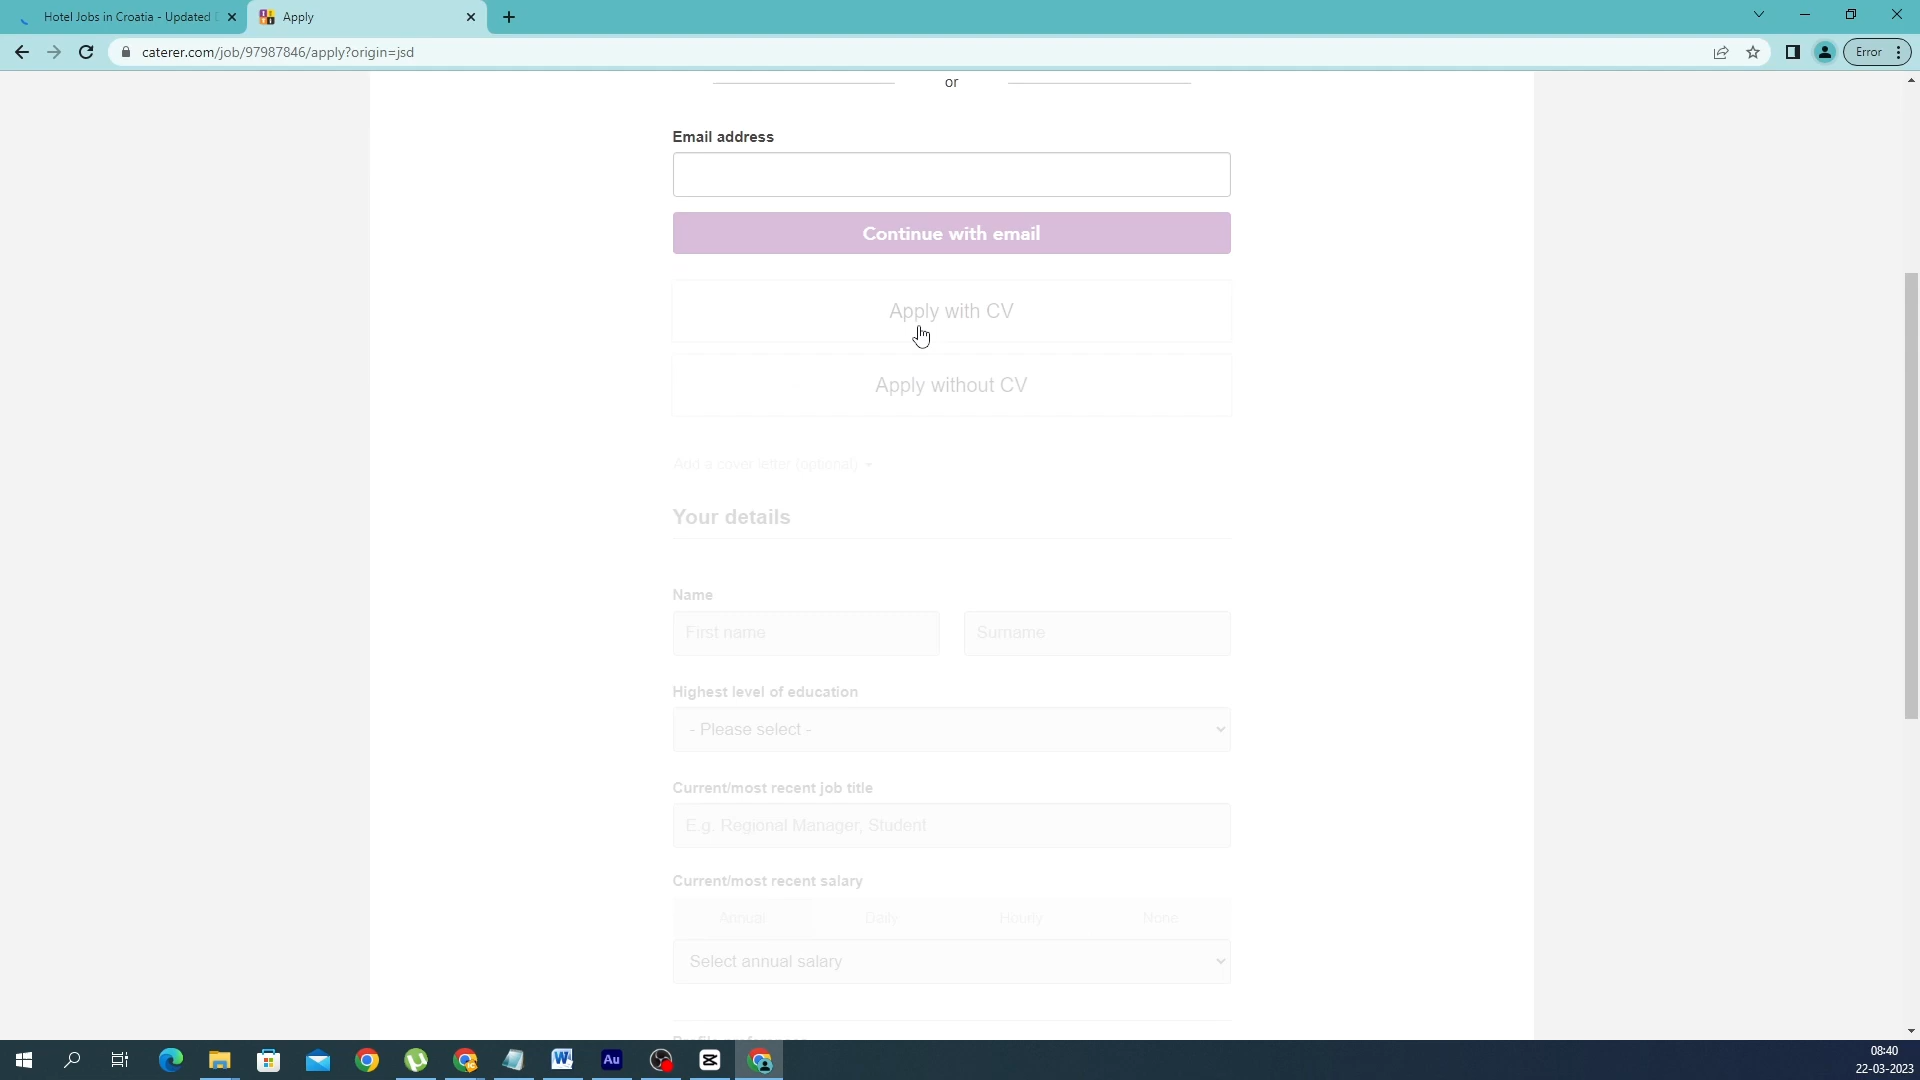 Hotel Jobs in Croatia - Updated
Apply
caterer.com/job/97987846/apply?origin=jsd
Error
or
Email address
Continue with email
Apply with CV
Apply without CV
Add a cover letter (optional)
Your details
Name
First name
Surname
Highest level of education
- Please select -
Current/most recent job title
E.g. Regional Manager, Student
Current/most recent salary
Annual Daily Hourly None
Select annual salary
Profile preferences
08:40
22-03-2023